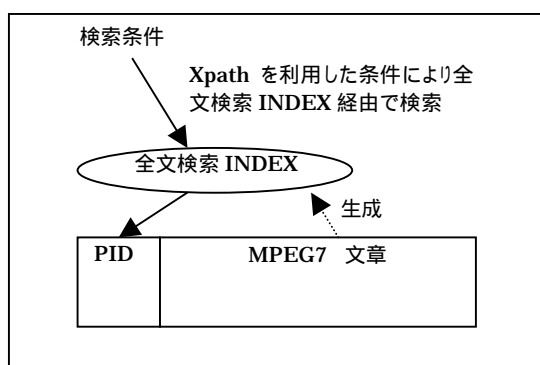 検索条件
Xpath を利用した条件により全
文検索 INDEX 経由で検索
全文検索 INDEX
生成
PID MPEG7 文章